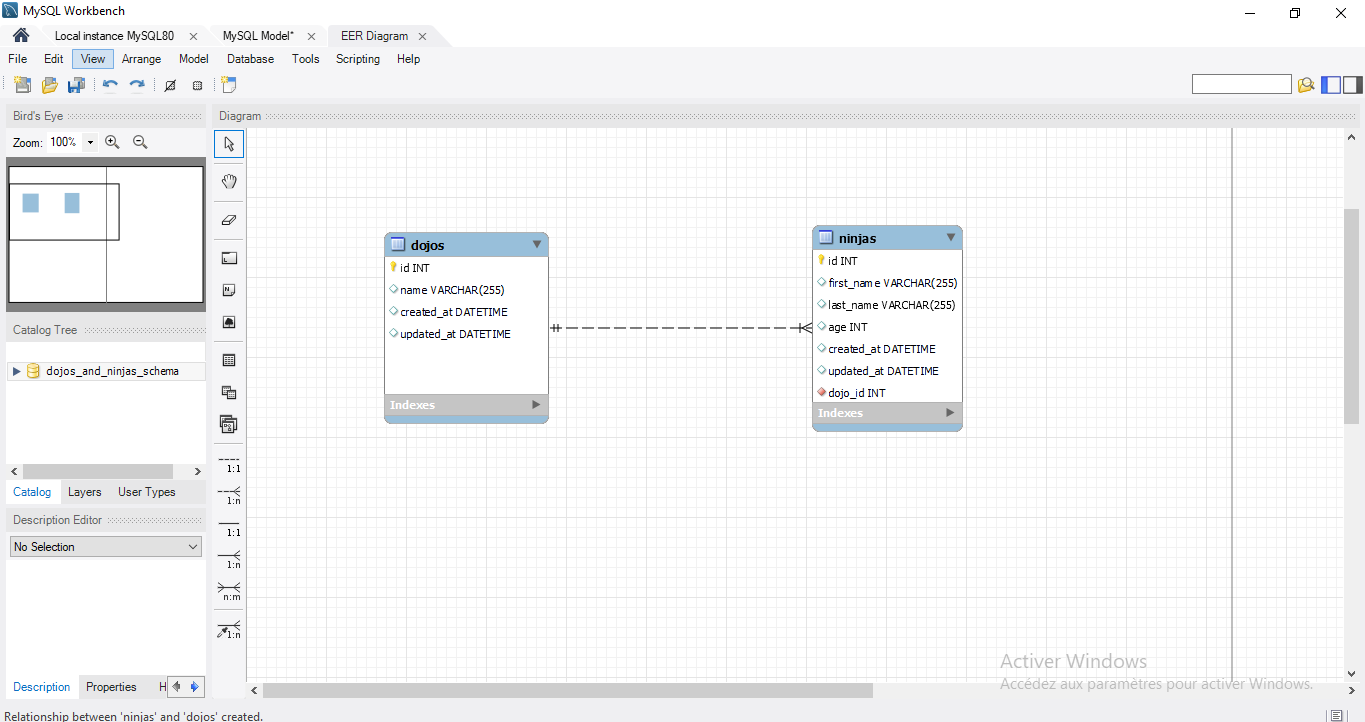 MySQL Workbench
Local instance MySQL80
MySQL Model*
EER Diagram
File Edit View Arrange Model Database Tools Scripting Help
Bird's Eye
Zoom: 100%
Catalog Tree
dojos_and_ninjas_schema
Catalog Layers User Types
Description Editor
No Selection
Description Properties H
Diagram
1:1
1:n
1:1
1:n
n:m
1:n
dojos
id INT
name VARCHAR(255)
created_at DATETIME
updated_at DATETIME
Indexes
ninjas
id INT
first_name VARCHAR(255)
last_name VARCHAR(255)
age INT
created_at DATETIME
updated_at DATETIME
dojo_id INT
Indexes
Activer Windows
Accédez aux paramètres pour activer Windows.
Relationship between 'ninjas' and 'dojos' created.